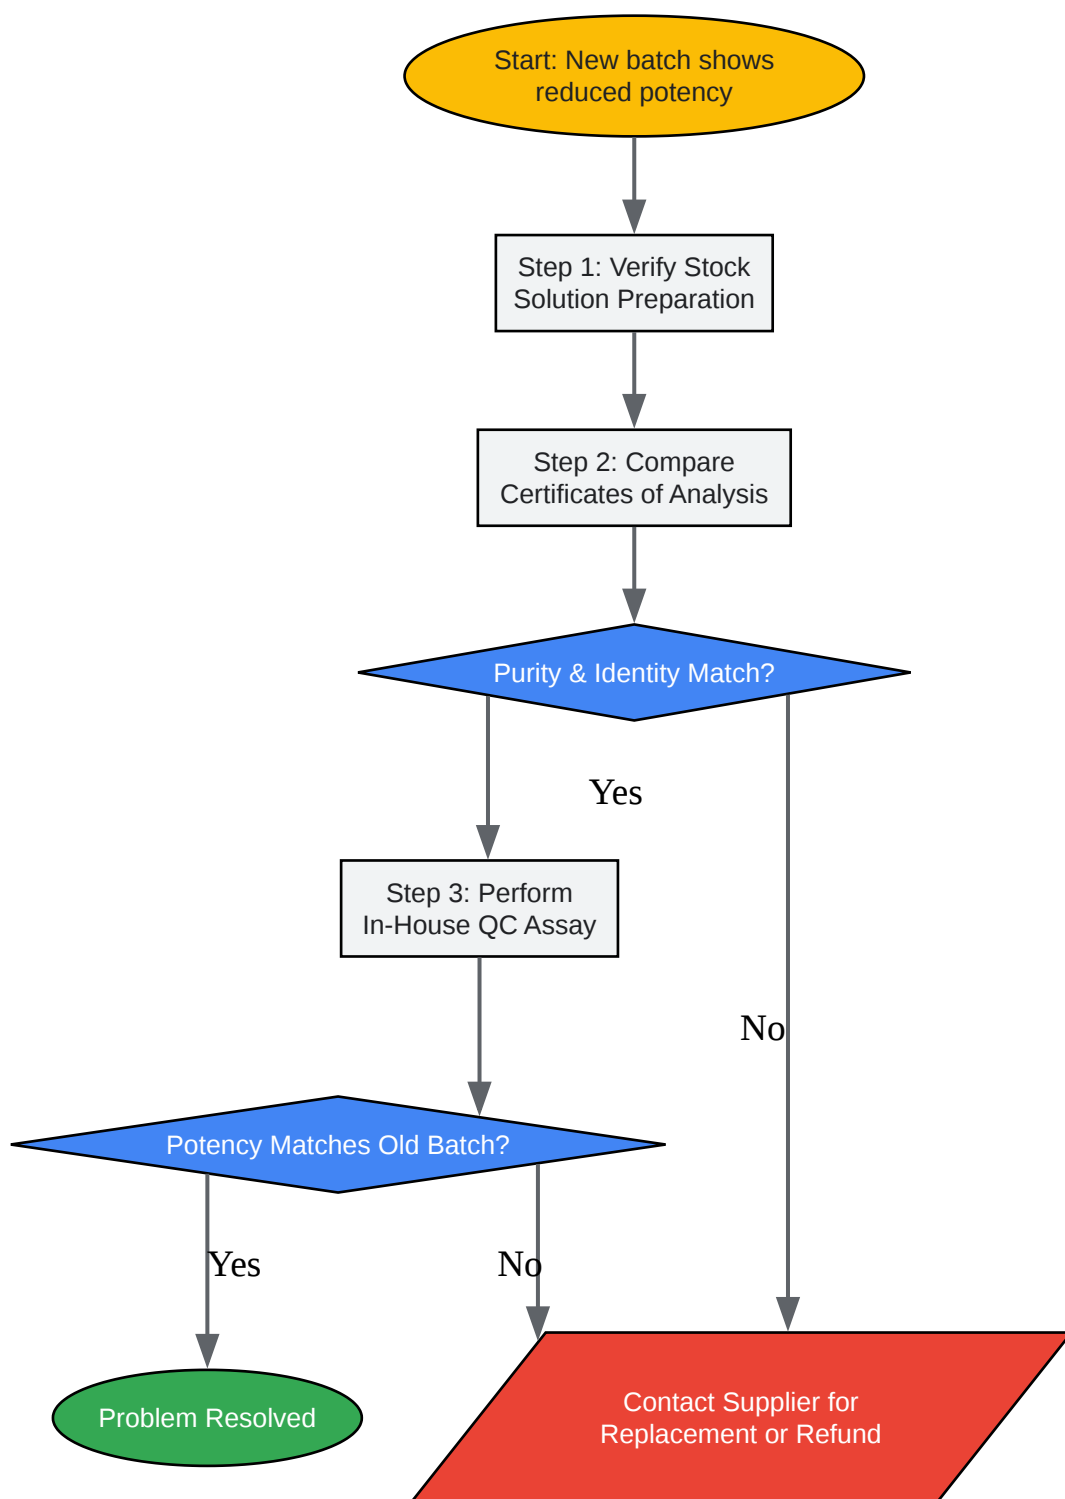 Start: New batch shows
reduced potency
Step 1: Verify Stock
Solution Preparation
Step 2: Compare
Certificates of Analysis
Purity & Identity Match?
Yes
Step 3: Perform
In-House QC Assay
No
Potency Matches Old Batch?
Yes
No
Problem Resolved
Contact Supplier for
Replacement or Refund